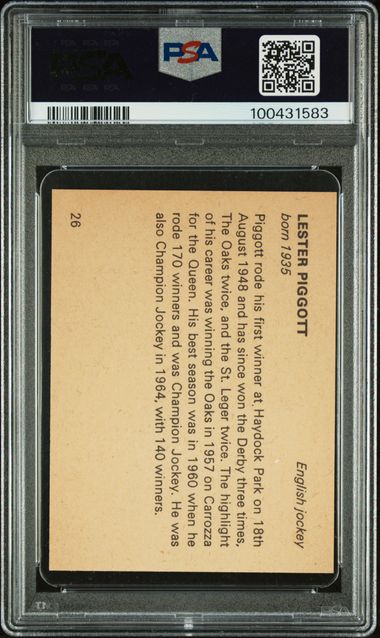 PSA
100431583
LESTER PIGGOTT
born 1935
English jockey
Piggott rode his first winner at Haydock Park on 18th
August 1948 and has since won the Derby three times,
The Oaks twice, and the St. Leger twice. The highlight
of his career was winning the Oaks in 1957 on Carrozza
for the Queen. His best season was in 1960 when he
rode 170 winners and was Champion Jockey. He was
also Champion Jockey in 1964, with 140 winners.
26